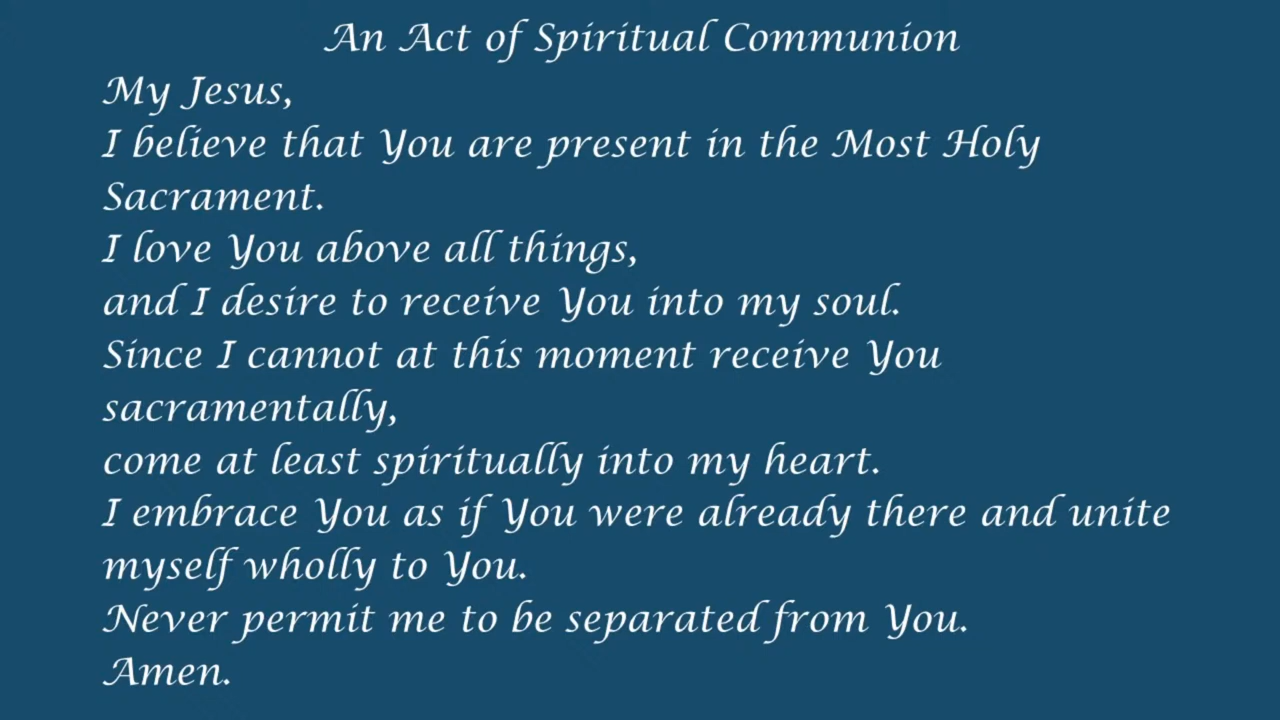 An Act of Spiritual Communion
My Jesus,
I believe that You are present in the Most Holy
Sacrament.
I love You above all things,
and I desire to receive You into my soul.
Since I cannot at this moment receive You
sacramentally,
come at least spiritually into my heart.
I embrace You as if You were already there and unite
myself wholly to You.
Never permit me to be separated from You.
Amen.